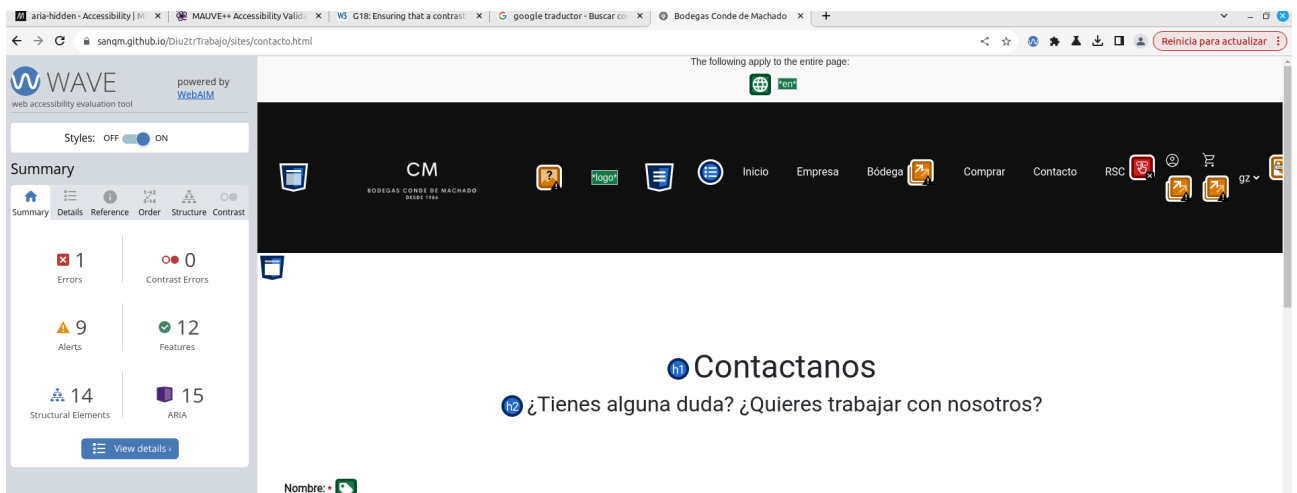 aria-hidden - Accessibility | M
MAUVE++ Accessibility Valid
G18: Ensuring that a contrast
google traductor - Buscar co
Bodegas Conde de Machado
sanqm.github.io/Diu2trTrabajo/sites/contacto.html
Reinicia para actualizar
WAVE
web accessibility evaluation tool
powered by
WebAIM
Styles: OFF ON
Summary
Summary Details Reference Order Structure Contrast
1
Errors
0
Contrast Errors
9
Alerts
12
Features
14
Structural Elements
15
ARIA
View details ›
The following apply to the entire page:
*en*
CM
BODEGAS CONDE DE MACHADO
DESDE 1986
*logo*
Inicio Empresa Bódega Comprar Contacto RSC gz
h1 Contactanos
h2 ¿Tienes alguna duda? ¿Quieres trabajar con nosotros?
Nombre: *